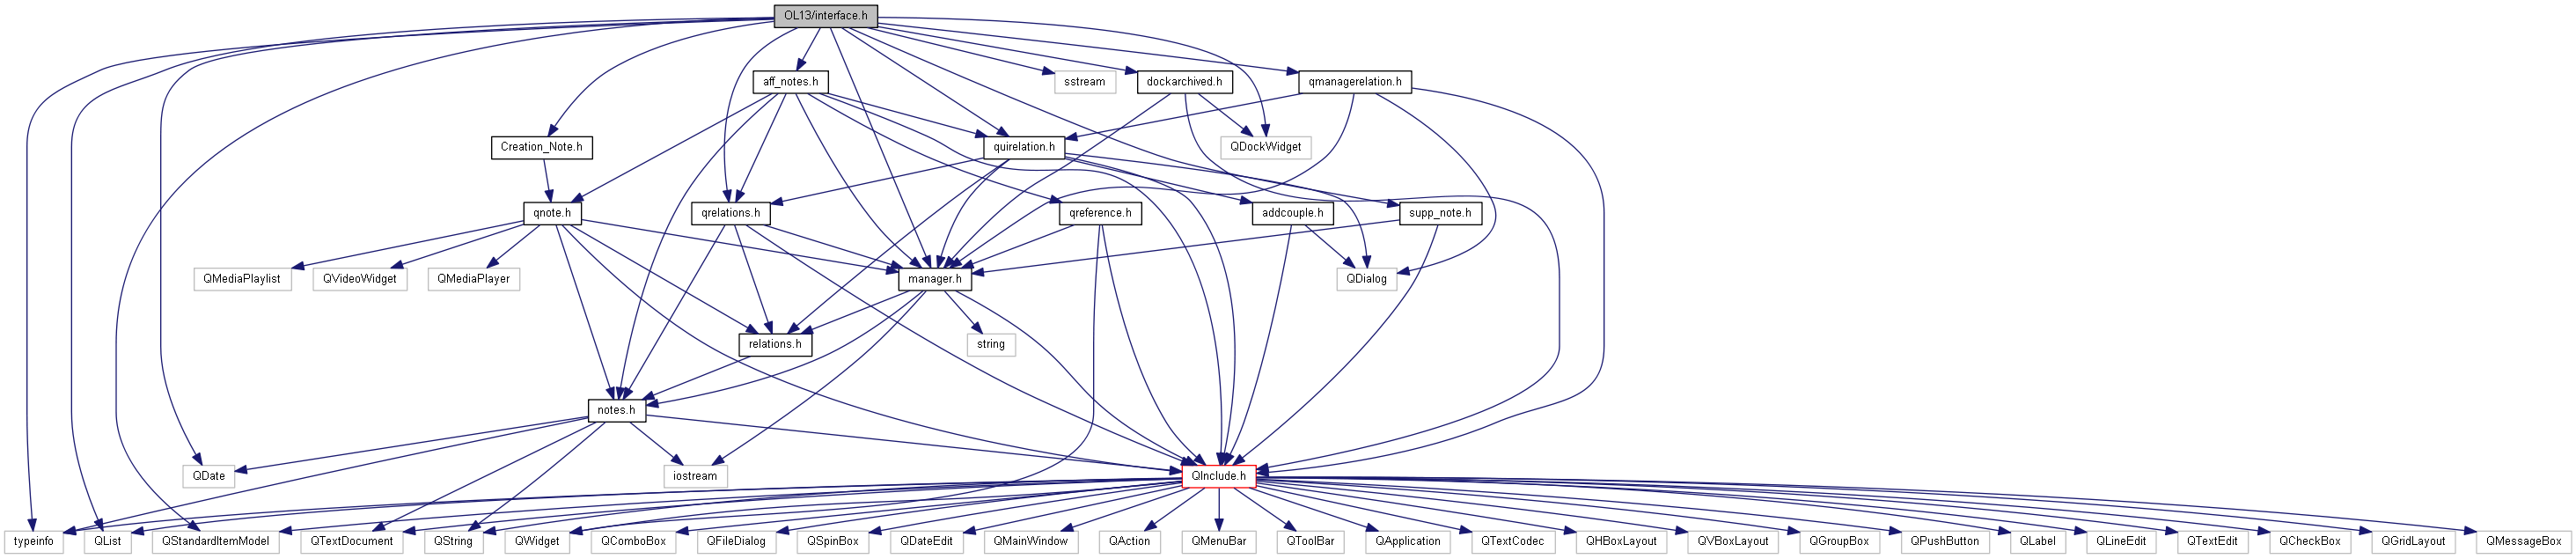 OL13/interface.h
aff_notes.h
sstream
dockarchived.h
qmanagerelation.h
Creation_Note.h
quirelation.h
QDockWidget
qnote.h
qrelations.h
qreference.h
addcouple.h
supp_note.h
QMediaPlaylist
QVideoWidget
QMediaPlayer
manager.h
QDialog
relations.h
string
notes.h
QDate
iostream
QInclude.h
typeinfo
QList
QStandardItemModel
QTextDocument
QString
QWidget
QComboBox
QFileDialog
QSpinBox
QDateEdit
QMainWindow
QAction
QMenuBar
QToolBar
QApplication
QTextCodec
QHBoxLayout
QVBoxLayout
QGroupBox
QPushButton
QLabel
QLineEdit
QTextEdit
QCheckBox
QGridLayout
QMessageBox